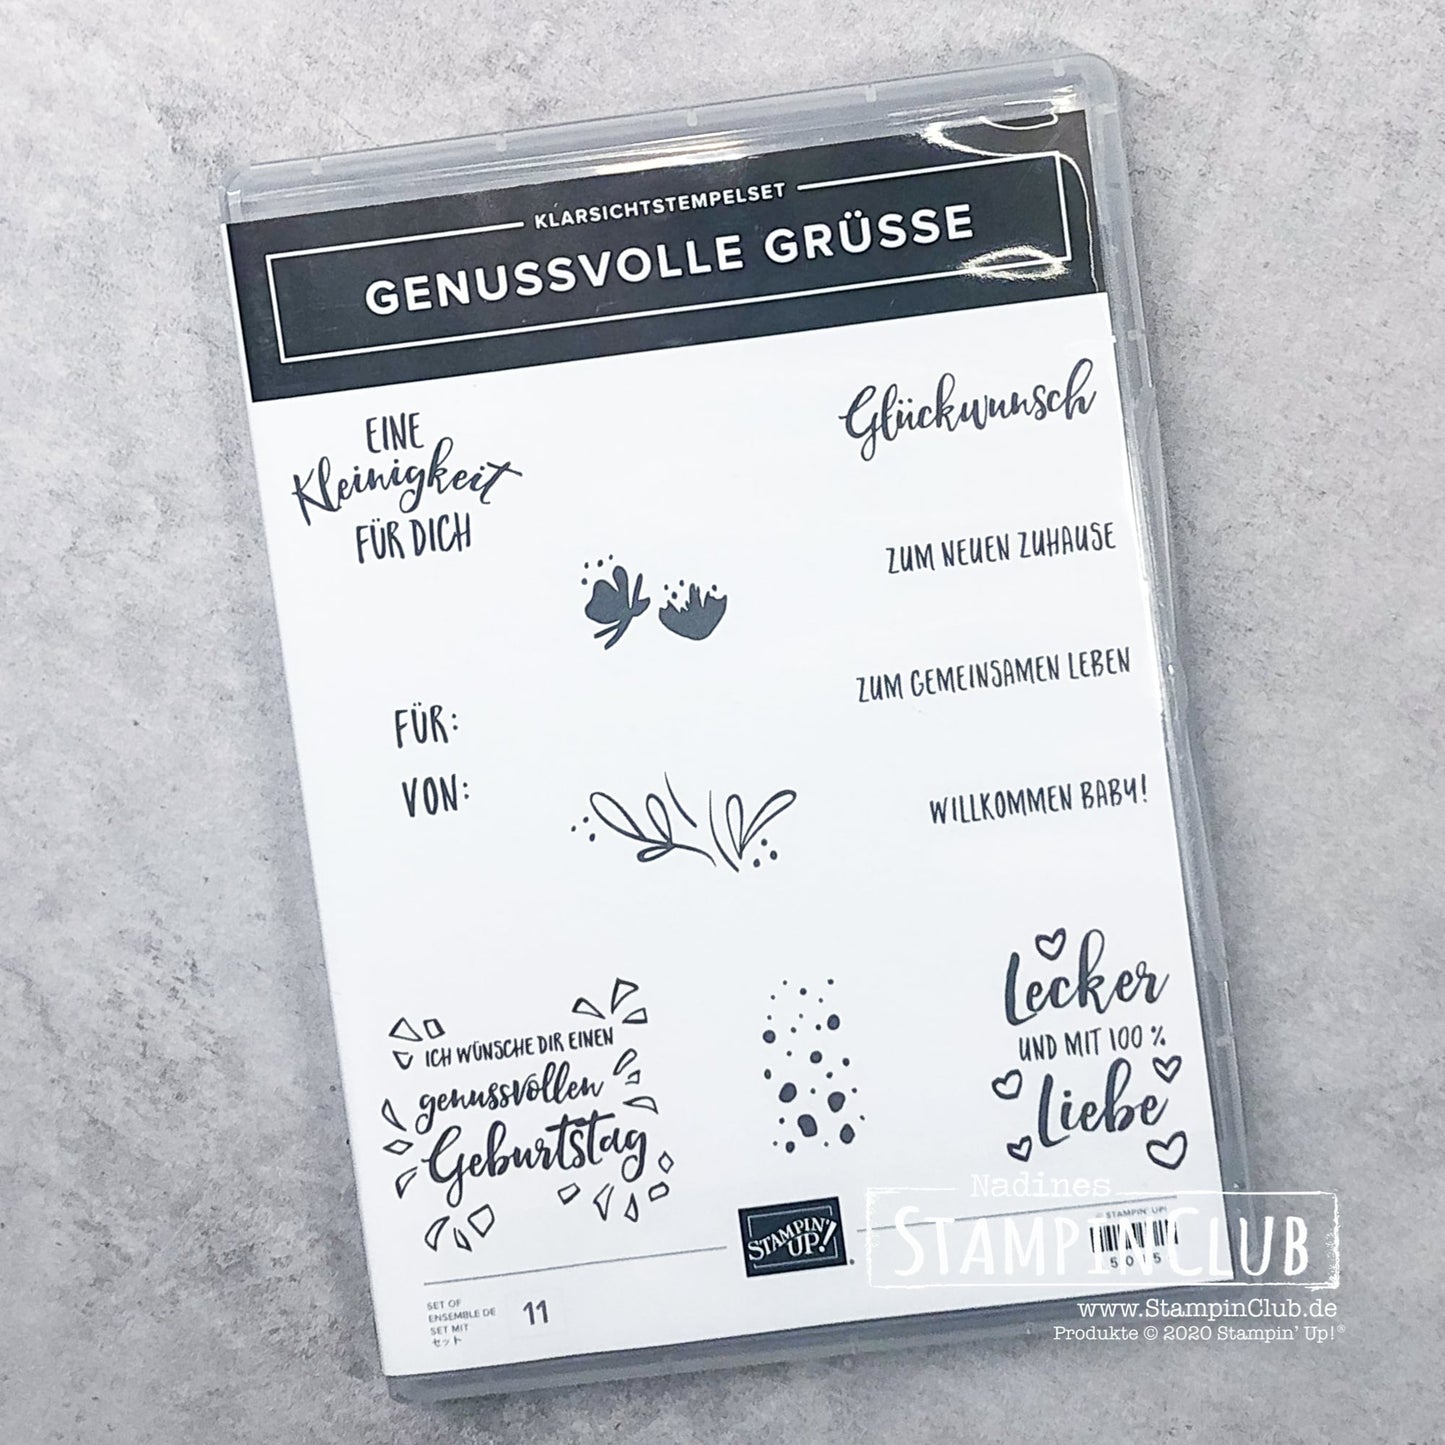 KLARSICHTSTEMPELSET
GENUSSVOLLE GRÜSSE
EINE
Kleinigkeit
FÜR DICH
Glückwunsch
ZUM NEUEN ZUHAUSE
ZUM GEMEINSAMEN LEBEN
FÜR:
VON:
WILLKOMMEN BABY!
ICH WÜNSCHE DIR EINEN
genussvollen
Geburtstag
Lecker
UND MIT 100 %
Liebe
STAMPIN'
UP!
© STAMPIN' UP!
SET OF
ENSEMBLE DE
SET MIT
セット
11
Nadines
STAMPINCLUB
www.StampinClub.de
Produkte © 2020 Stampin' Up!®